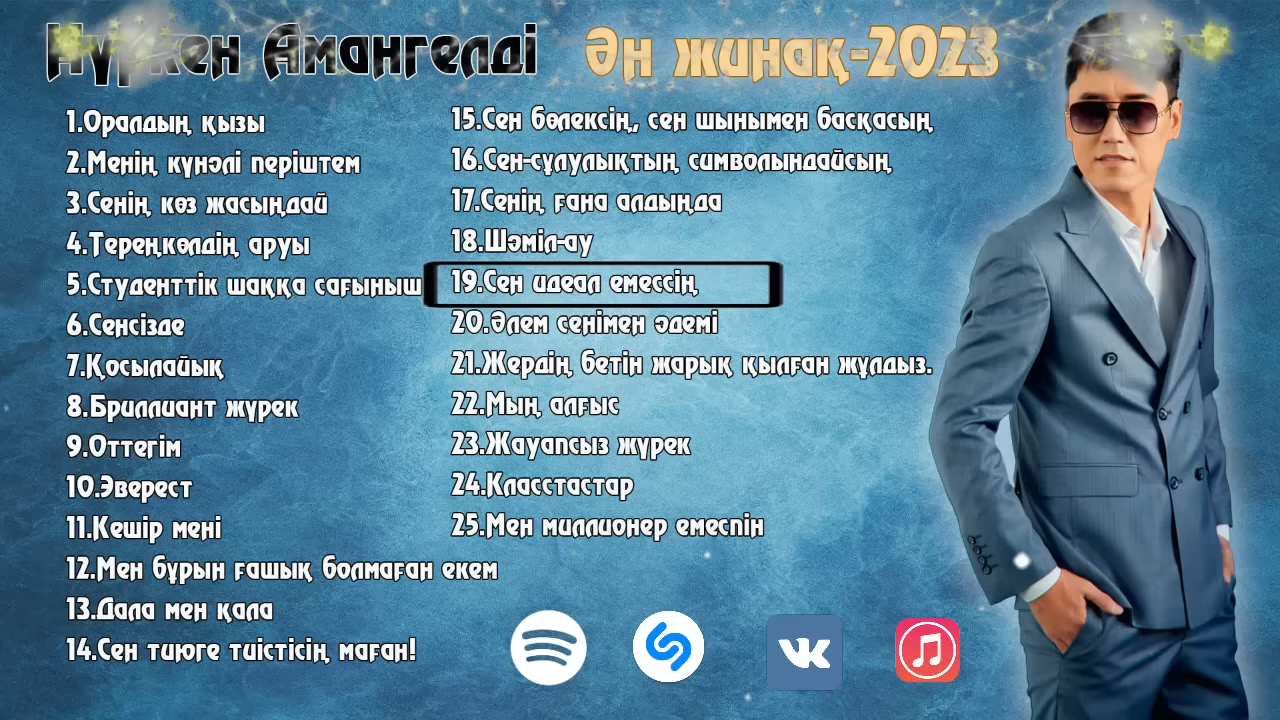 Нүркен Амангелді
Ән жинақ-2023
1.Оралдың қызы
2.Менің күнәлі періштем
3.Сенің көз жасыңдай
4.Тереңкөлдің аруы
5.Студенттік шаққа сағыныш
6.Сенсізде
7.Қосылайық
8.Бриллиант жүрек
9.Оттегім
10.Эверест
11.Кешір мені
12.Мен бұрын ғашық болмаған екем
13.Дала мен қала
14.Сен тиюге тиістісің маған!
15.Сен бөлексің, сен шынымен басқасың
16.Сен-сұлулықтың символындайсың
17.Сенің ғана алдыңда
18.Шәміл-ау
19.Сен идеал емессің
20.Әлем сенімен әдемі
21.Жердің бетін жарық қылған жұлдыз.
22.Мың алғыс
23.Жауапсыз жүрек
24.Класстастар
25.Мен миллионер емеспін